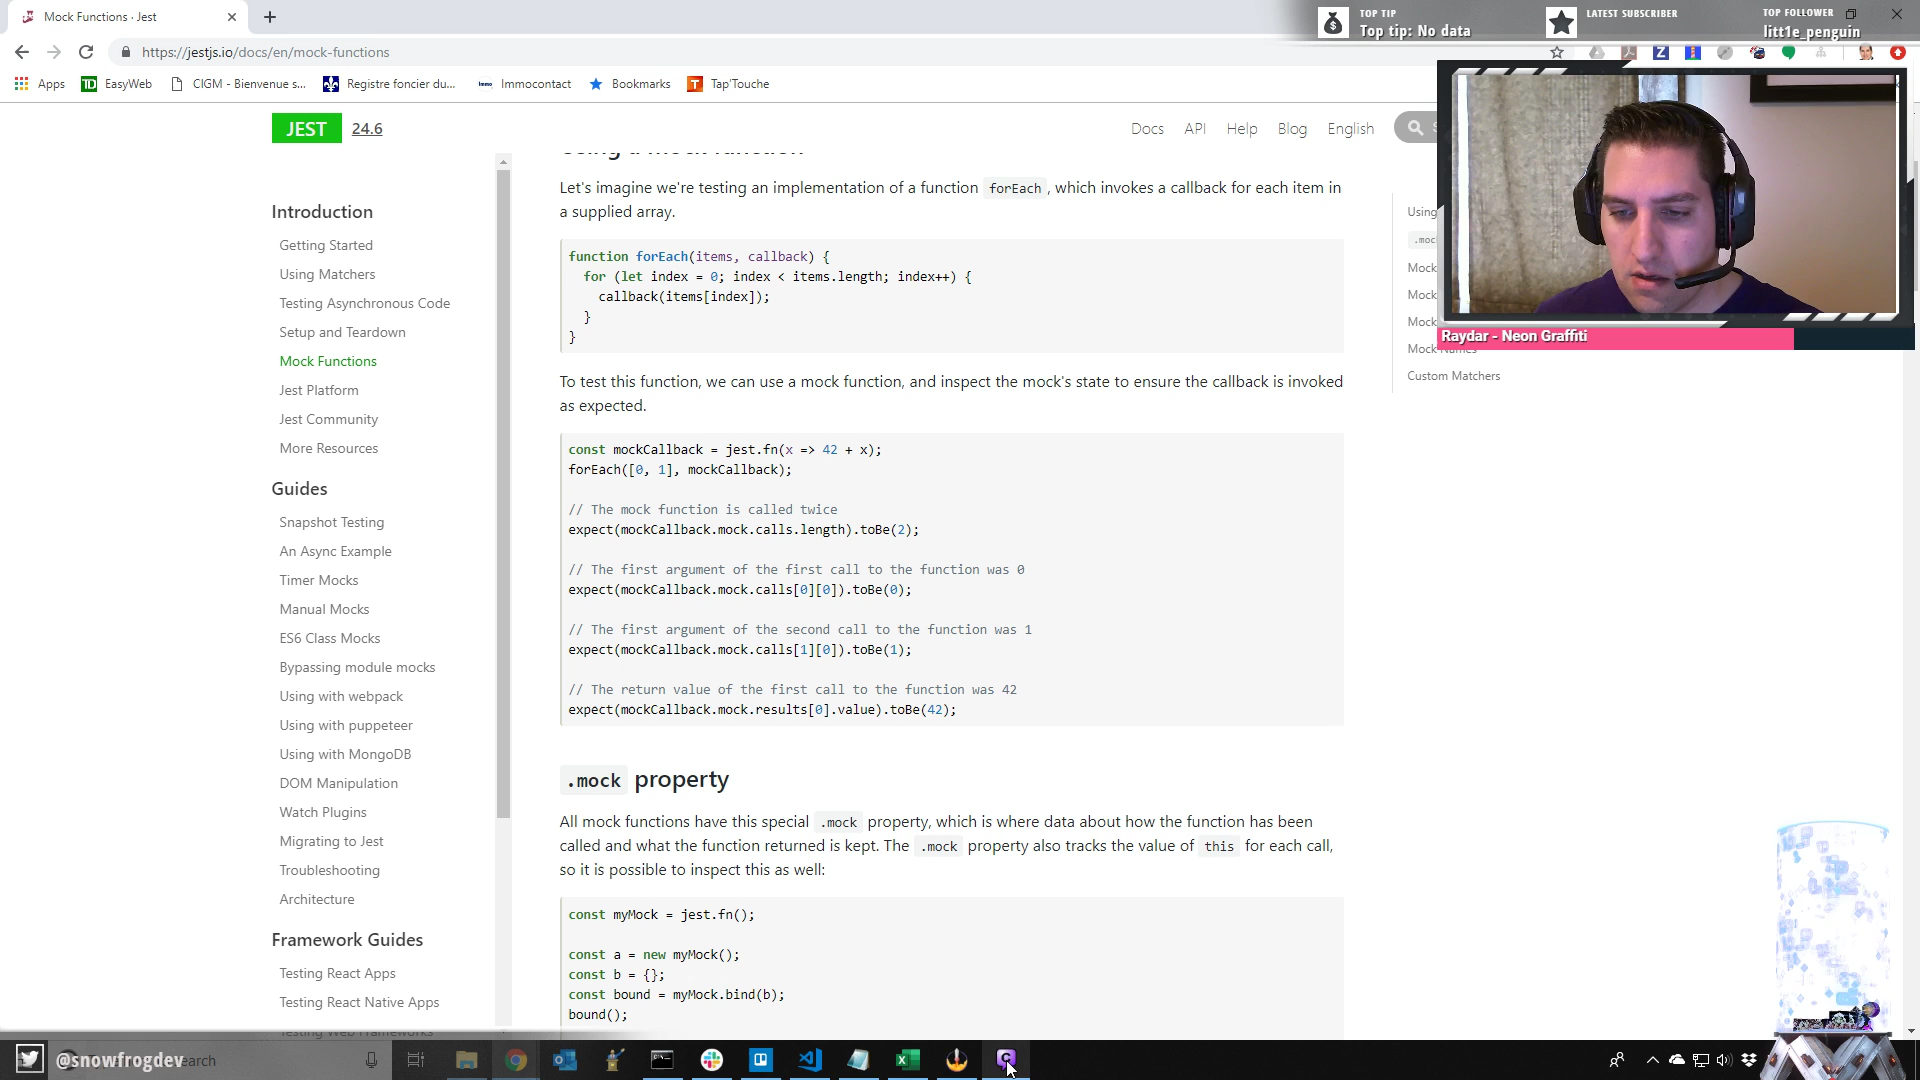 Mock Functions · Jest
TOP TIP
Top tip: No data
LATEST SUBSCRIBER
TOP FOLLOWER
litt1e_penguin
https://jestjs.io/docs/en/mock-functions
Apps
EasyWeb
CIGM - Bienvenue s...
Registre foncier du...
Immocontact
Bookmarks
Tap'Touche
JEST 24.6
Docs API Help Blog English
Introduction
Getting Started
Using Matchers
Testing Asynchronous Code
Setup and Teardown
Mock Functions
Jest Platform
Jest Community
More Resources
Guides
Snapshot Testing
An Async Example
Timer Mocks
Manual Mocks
ES6 Class Mocks
Bypassing module mocks
Using with webpack
Using with puppeteer
Using with MongoDB
DOM Manipulation
Watch Plugins
Migrating to Jest
Troubleshooting
Architecture
Framework Guides
Testing React Apps
Testing React Native Apps
Let's imagine we're testing an implementation of a function forEach, which invokes a callback for each item in
a supplied array.
function forEach(items, callback) {
for (let index = 0; index < items.length; index++) {
callback(items[index]);
}
}
To test this function, we can use a mock function, and inspect the mock's state to ensure the callback is invoked
as expected.
const mockCallback = jest.fn(x => 42 + x);
forEach([0, 1], mockCallback);
// The mock function is called twice
expect(mockCallback.mock.calls.length).toBe(2);
// The first argument of the first call to the function was 0
expect(mockCallback.mock.calls[0][0]).toBe(0);
// The first argument of the second call to the function was 1
expect(mockCallback.mock.calls[1][0]).toBe(1);
// The return value of the first call to the function was 42
expect(mockCallback.mock.results[0].value).toBe(42);
.mock property
All mock functions have this special .mock property, which is where data about how the function has been
called and what the function returned is kept. The .mock property also tracks the value of this for each call,
so it is possible to inspect this as well:
const myMock = jest.fn();
const a = new myMock();
const b = {};
const bound = myMock.bind(b);
bound();
Using
.moc
Mock
Mock
Mock
Mock Names
Custom Matchers
Raydar - Neon Graffiti
@snowfrogdev
earch